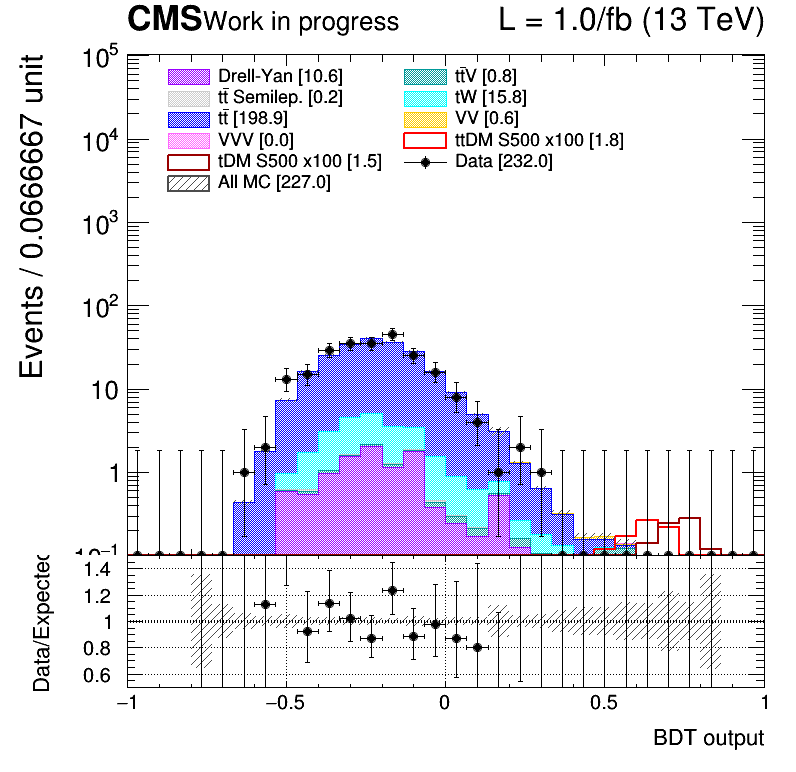 CMS Work in progress L = 1.0/fb (13 TeV)
Events / 0.0666667 unit
10⁵
10⁴
10³
10²
10
1
10⁻¹
Drell-Yan [10.6]
tt̄V [0.8]
tt̄ Semilep. [0.2]
tW [15.8]
tt̄ [198.9]
VV [0.6]
VVV [0.0]
ttDM S500 x100 [1.8]
tDM S500 x100 [1.5]
Data [232.0]
All MC [227.0]
Data/Expected
1.4
1.2
1
0.8
0.6
−1 −0.5 0 0.5 1
BDT output